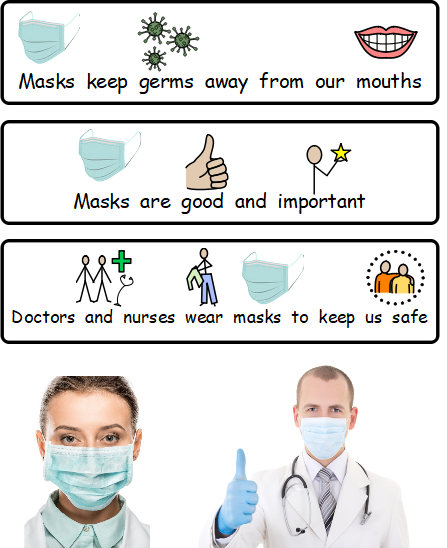 Masks keep germs away from our mouths
Masks are good and important
Doctors and nurses wear masks to keep us safe